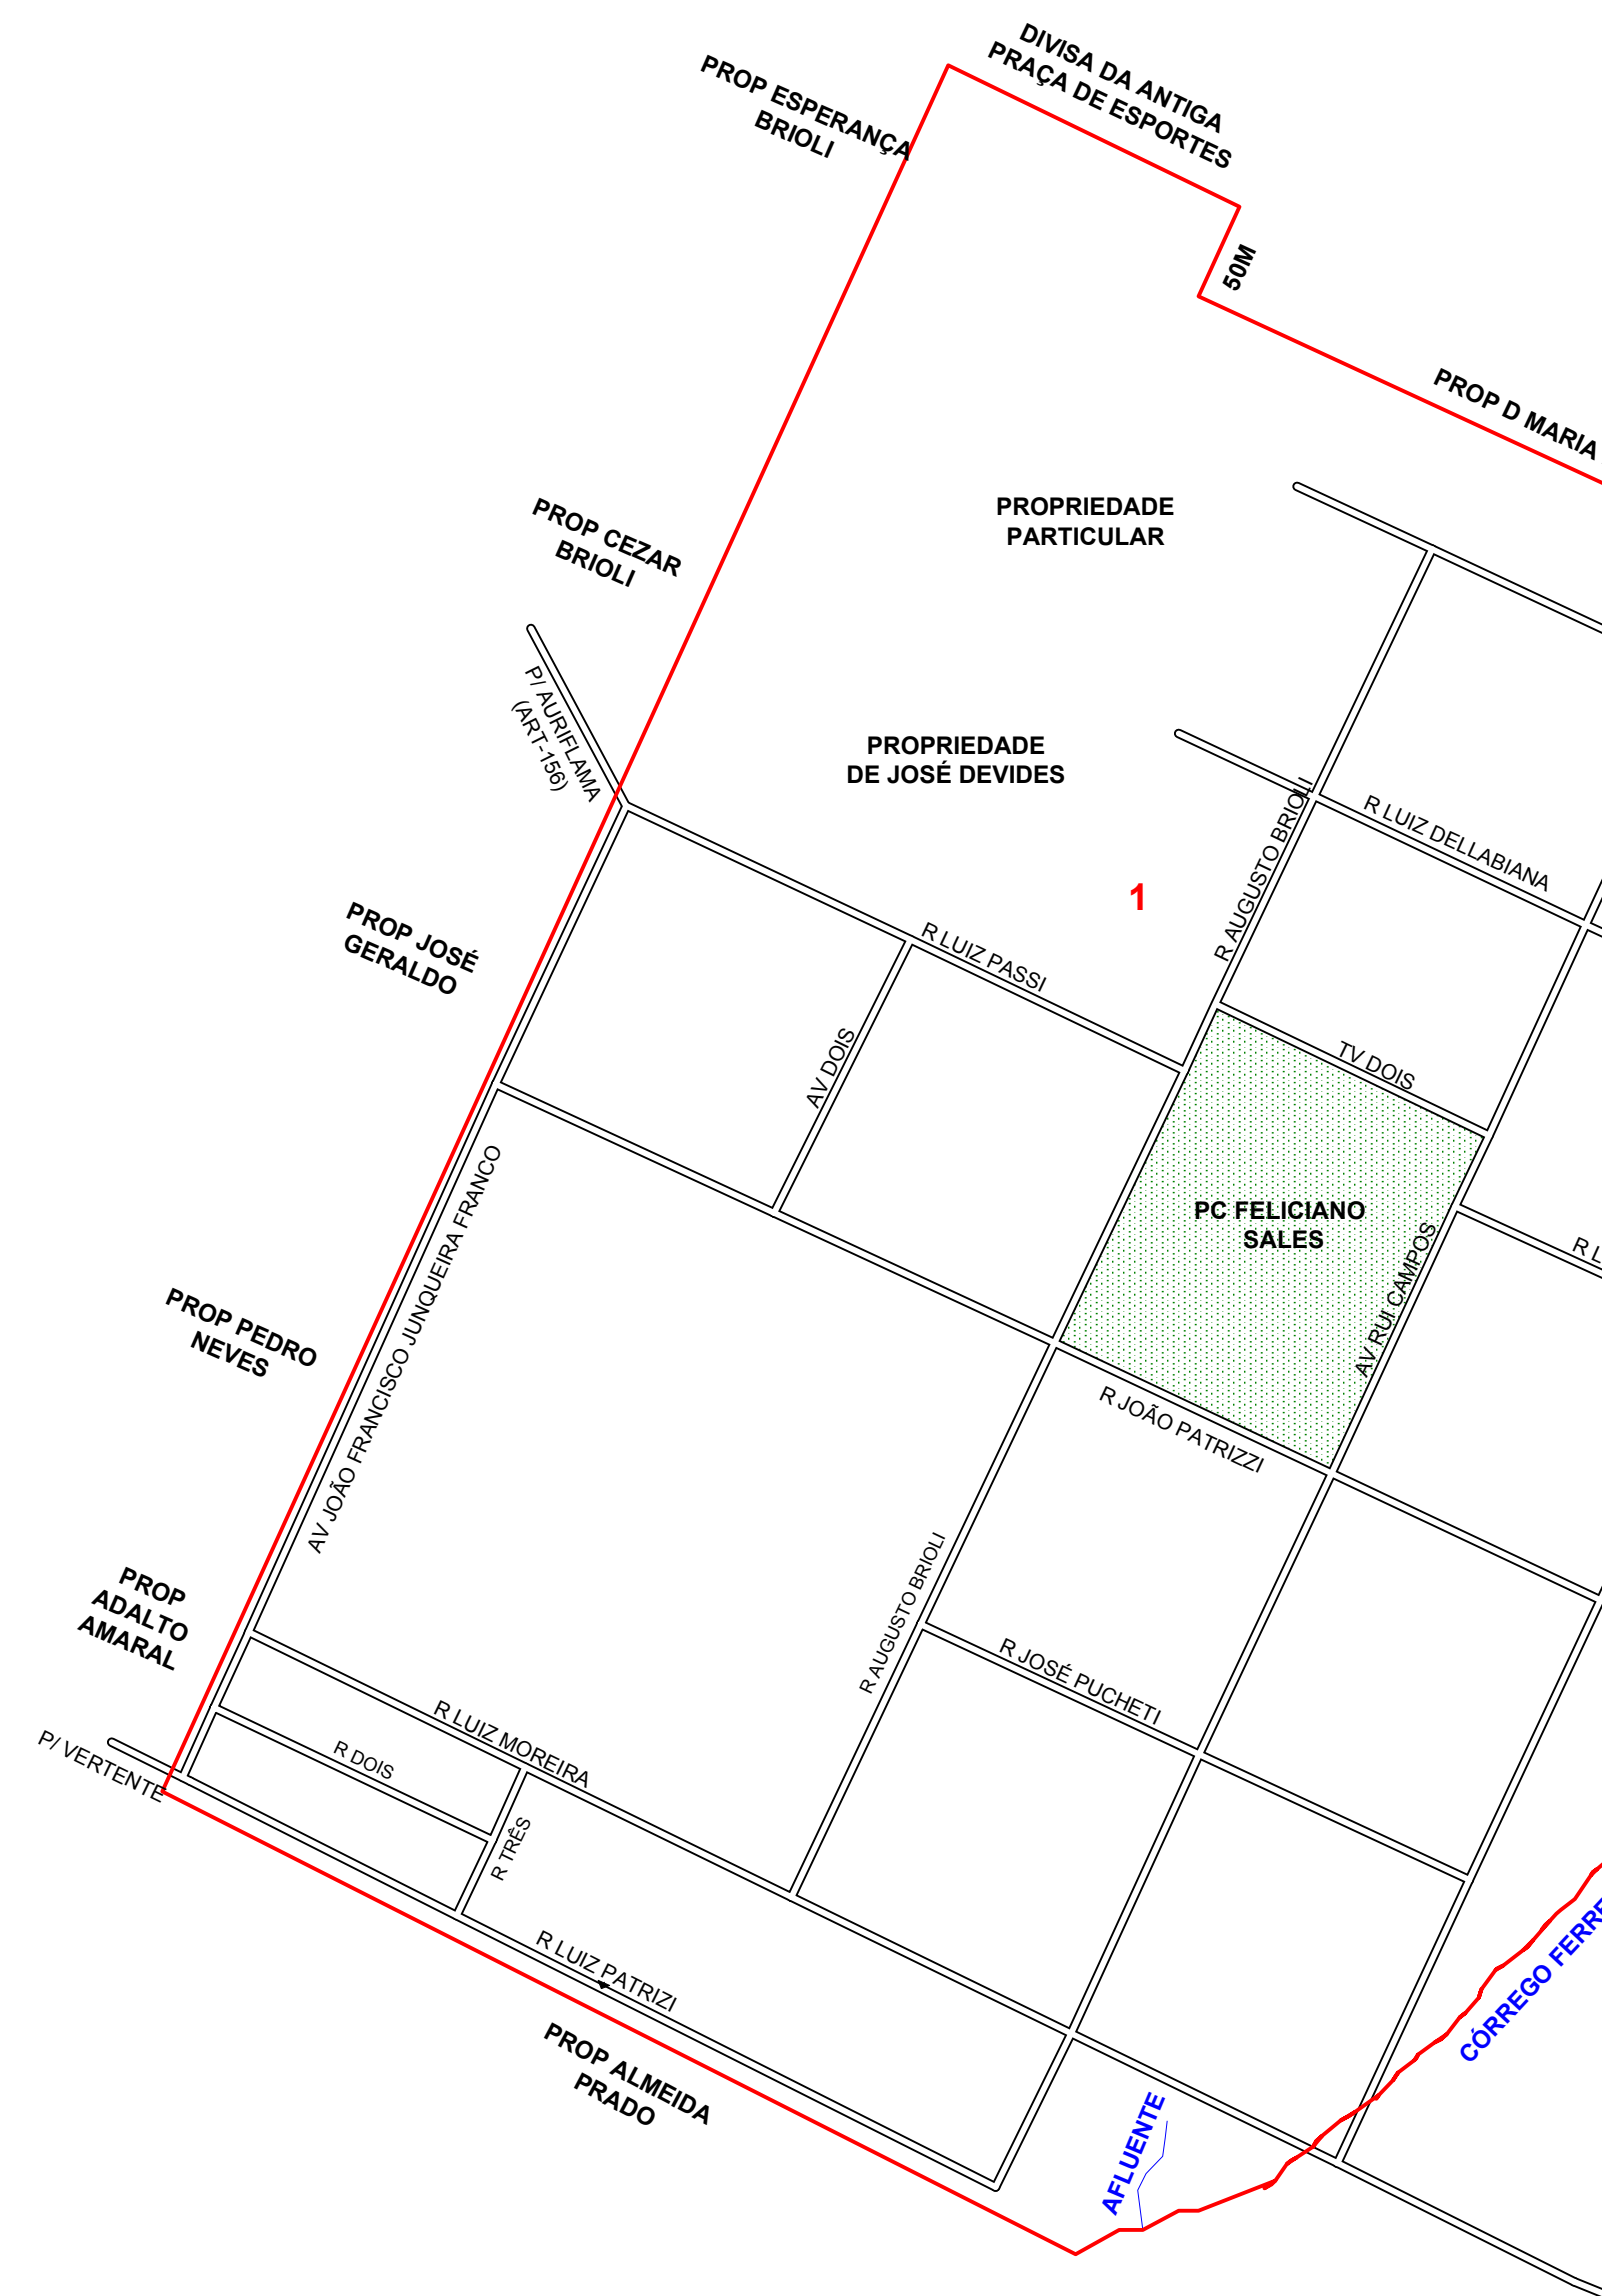 DIVISA DA ANTIGA
PRAÇA DE ESPORTES
PROP ESPERANÇA
BRIOLI
50M
PROP D MARIA
PROP CEZAR
BRIOLI
PROPRIEDADE
PARTICULAR
P/ AURIFLAMA
(ART-156)
PROPRIEDADE
DE JOSÉ DEVIDES
R AUGUSTO BRIOLI
R LUIZ DELLABIANA
1
PROP JOSÉ
GERALDO
R LUIZ PASSI
AV DOIS
TV DOIS
PC FELICIANO
SALES
R L
AV RUI CAMPOS
AV JOÃO FRANCISCO JUNQUEIRA FRANCO
PROP PEDRO
NEVES
R JOÃO PATRIZZI
PROP
ADALTO
AMARAL
R AUGUSTO BRIOLI
R JOSÉ PUCHETI
R LUIZ MOREIRA
P/ VERTENTE
R DOIS
R TRÊS
R LUIZ PATRIZI
CÓRREGO FERRE
PROP ALMEIDA
PRADO
AFLUENTE